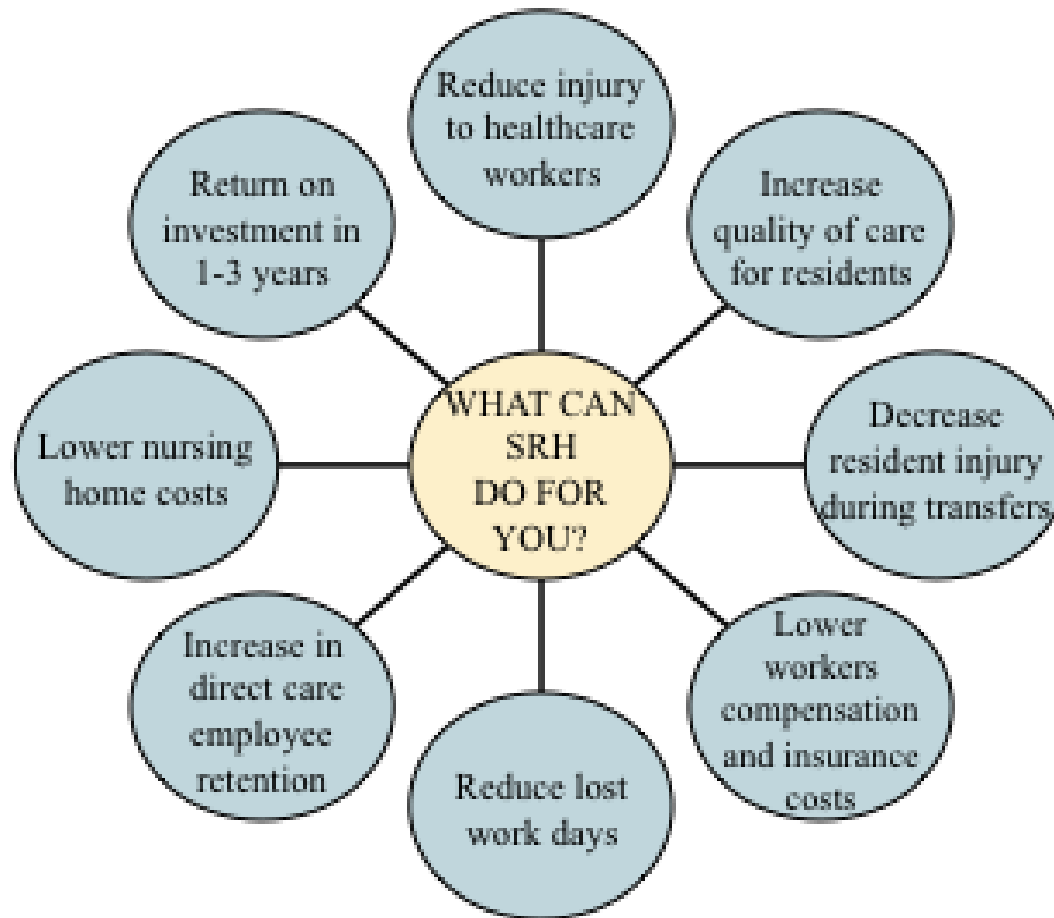 Reduce injury
to healthcare
workers
Increase
quality of care
for residents
Decrease
resident injury
during transfers
Lower
workers
compensation
and insurance
costs
Reduce lost
work days
Increase in
direct care
employee
retention
Lower nursing
home costs
Return on
investment in
1-3 years
WHAT CAN
SRH
DO FOR
YOU?